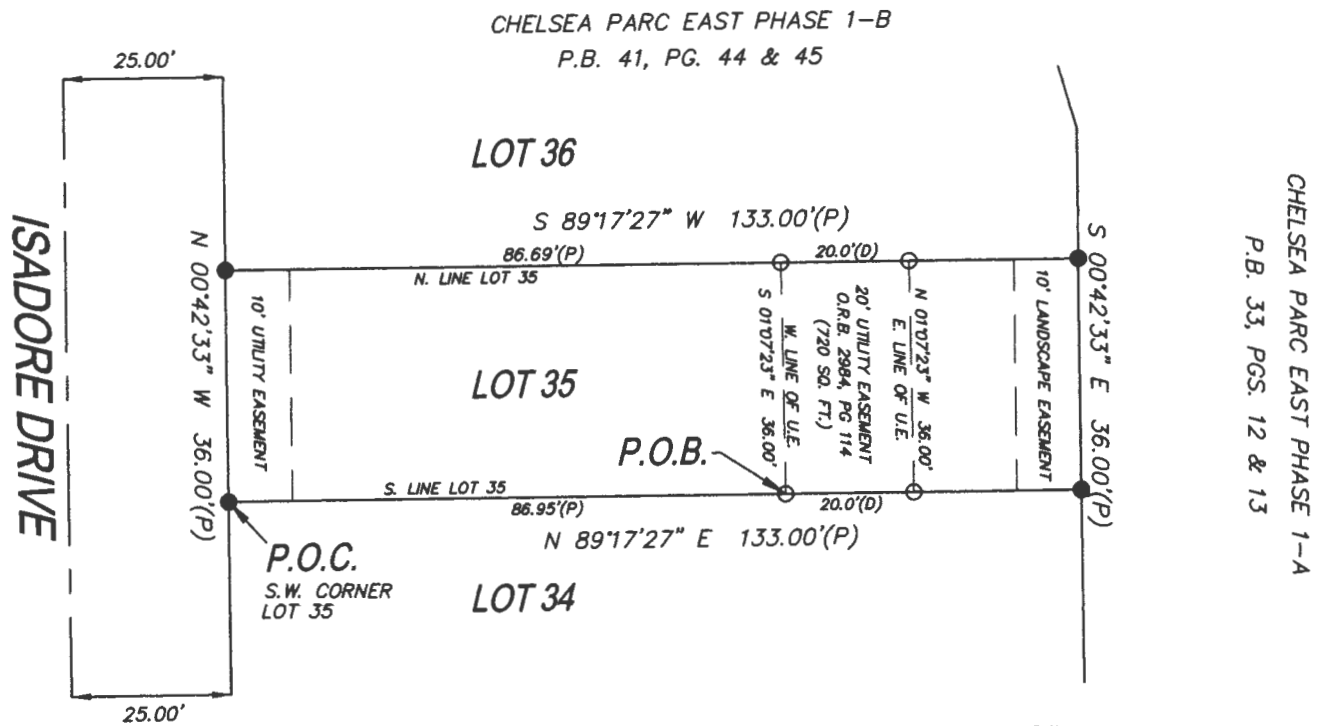 CHELSEA PARC EAST PHASE 1-B
P.B. 41, PG. 44 & 45
25.00'
LOT 36
S 89°17'27" W 133.00'(P)
86.69'(P)
20.0'(D)
N. LINE LOT 35
ISADORE DRIVE
N 00°42'33" W 36.00'(P)
10' UTILITY EASEMENT
LOT 35
S 01°07'23" E 36.00'
W. LINE OF U.E.
20' UTILITY EASEMENT
O.R.B. 2984, PG 114
(720 SQ. FT.)
N 01°07'23" W 36.00'
E. LINE OF U.E.
10' LANDSCAPE EASEMENT
S 00°42'33" E 36.00'(P)
CHELSEA PARC EAST PHASE 1-A
P.B. 33, PGS. 12 & 13
P.O.B.
S. LINE LOT 35
86.95'(P)
20.0'(D)
N 89°17'27" E 133.00'(P)
P.O.C.
S.W. CORNER
LOT 35
LOT 34
25.00'